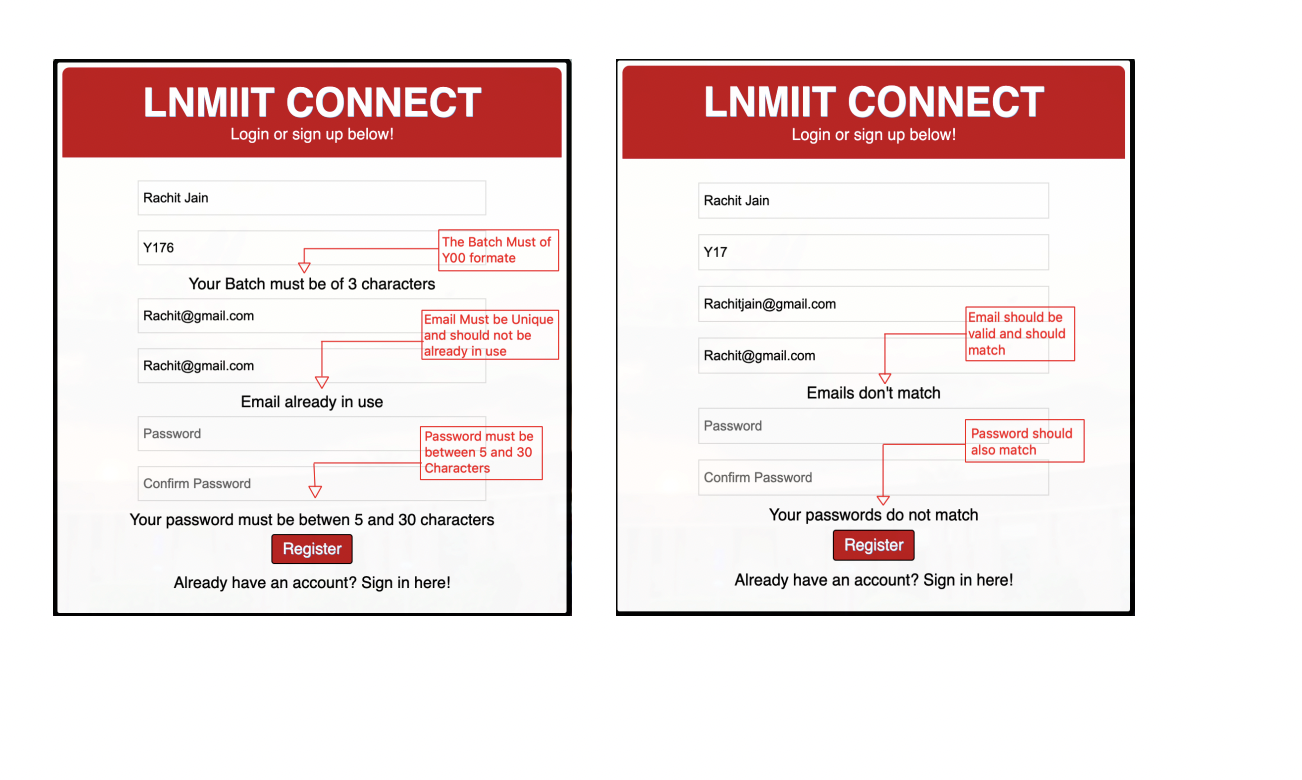 LNMIIT CONNECT
Login or sign up below!
Rachit Jain
Y176
The Batch Must of
Y00 formate
Your Batch must be of 3 characters
Rachit@gmail.com
Email Must be Unique
and should not be
already in use
Rachit@gmail.com
Email already in use
Password
Password must be
between 5 and 30
Characters
Confirm Password
Your password must be betwen 5 and 30 characters
Register
Already have an account? Sign in here!
LNMIIT CONNECT
Login or sign up below!
Rachit Jain
Y17
Rachitjain@gmail.com
Email should be
valid and should
match
Rachit@gmail.com
Emails don't match
Password
Password should
also match
Confirm Password
Your passwords do not match
Register
Already have an account? Sign in here!